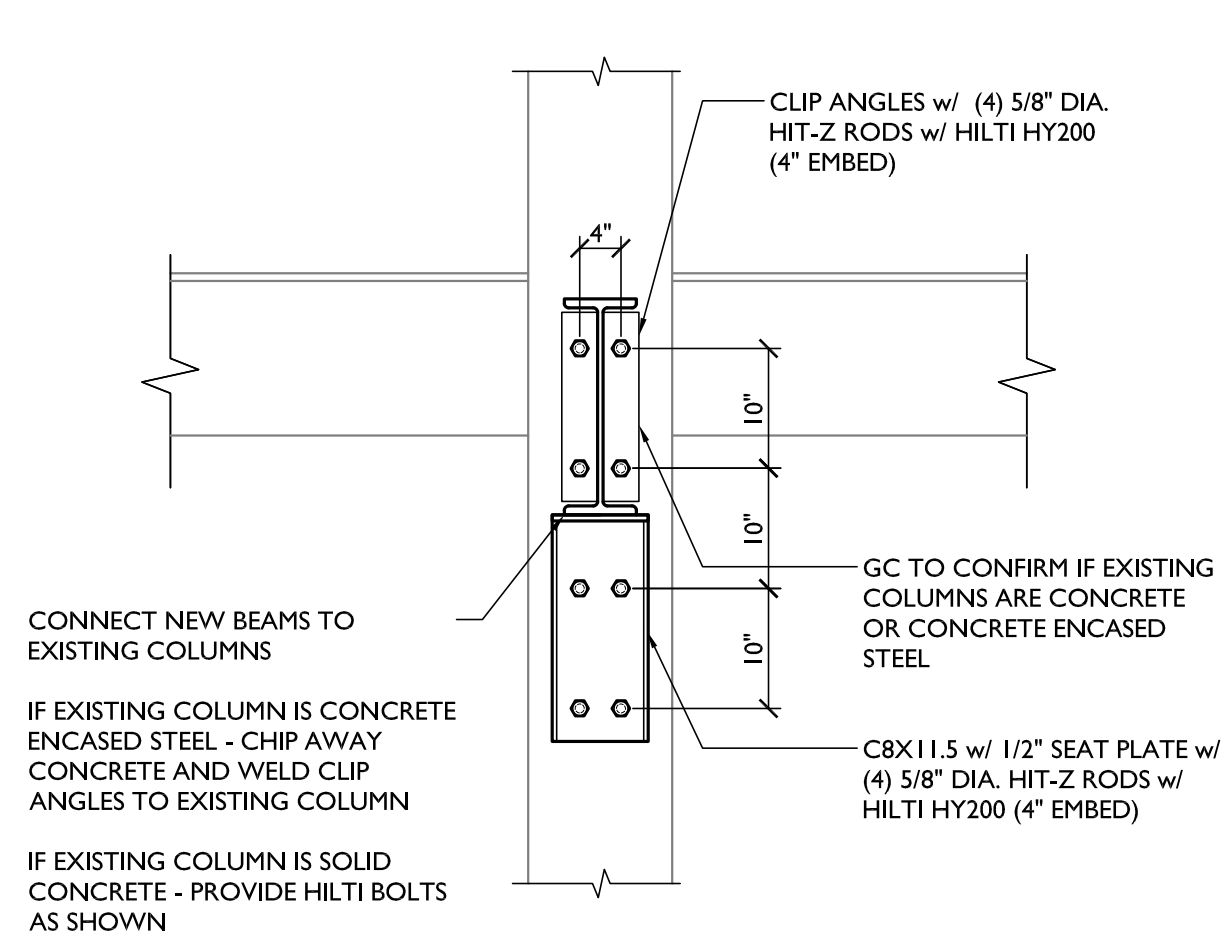 CLIP ANGLES w/ (4) 5/8" DIA.
HIT-Z RODS w/ HILTI HY200
(4" EMBED)
4"
10"
10"
10"
GC TO CONFIRM IF EXISTING
COLUMNS ARE CONCRETE
OR CONCRETE ENCASED
STEEL
CONNECT NEW BEAMS TO
EXISTING COLUMNS
IF EXISTING COLUMN IS CONCRETE
ENCASED STEEL - CHIP AWAY
CONCRETE AND WELD CLIP
ANGLES TO EXISTING COLUMN
IF EXISTING COLUMN IS SOLID
CONCRETE - PROVIDE HILTI BOLTS
AS SHOWN
C8X11.5 w/ 1/2" SEAT PLATE w/
(4) 5/8" DIA. HIT-Z RODS w/
HILTI HY200 (4" EMBED)